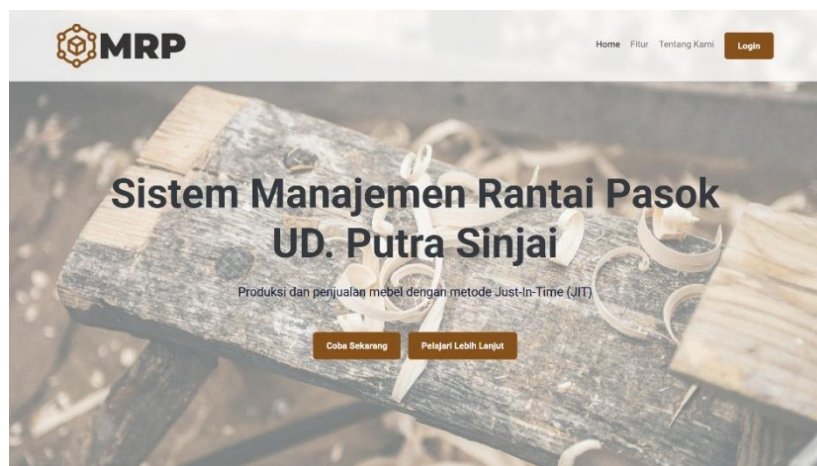 MRP
Home Fitur Tentang Kami Login
Sistem Manajemen Rantai Pasok
UD. Putra Sinjai
Produksi dan penjualan mebel dengan metode Just-In-Time (JIT)
Coba Sekarang Pelajari Lebih Lanjut